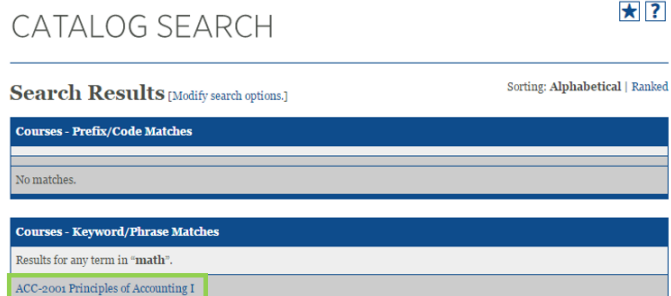 CATALOG SEARCH
?
Search Results [Modify search options.]
Sorting: Alphabetical | Ranked
Courses - Prefix/Code Matches
No matches.
Courses - Keyword/Phrase Matches
Results for any term in “math”.
ACC-2001 Principles of Accounting I